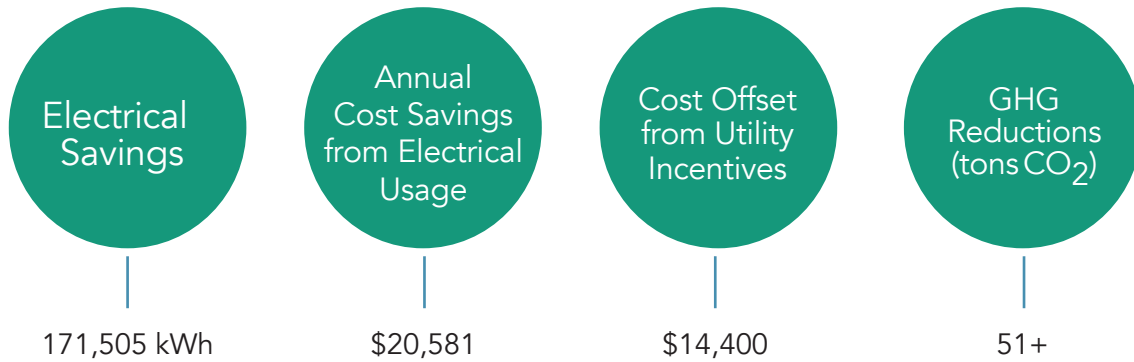 Electrical
Savings
Annual
Cost Savings
from Electrical
Usage
Cost Offset
from Utility
Incentives
GHG
Reductions
(tons CO2)
171,505 kWh
$20,581
$14,400
51+